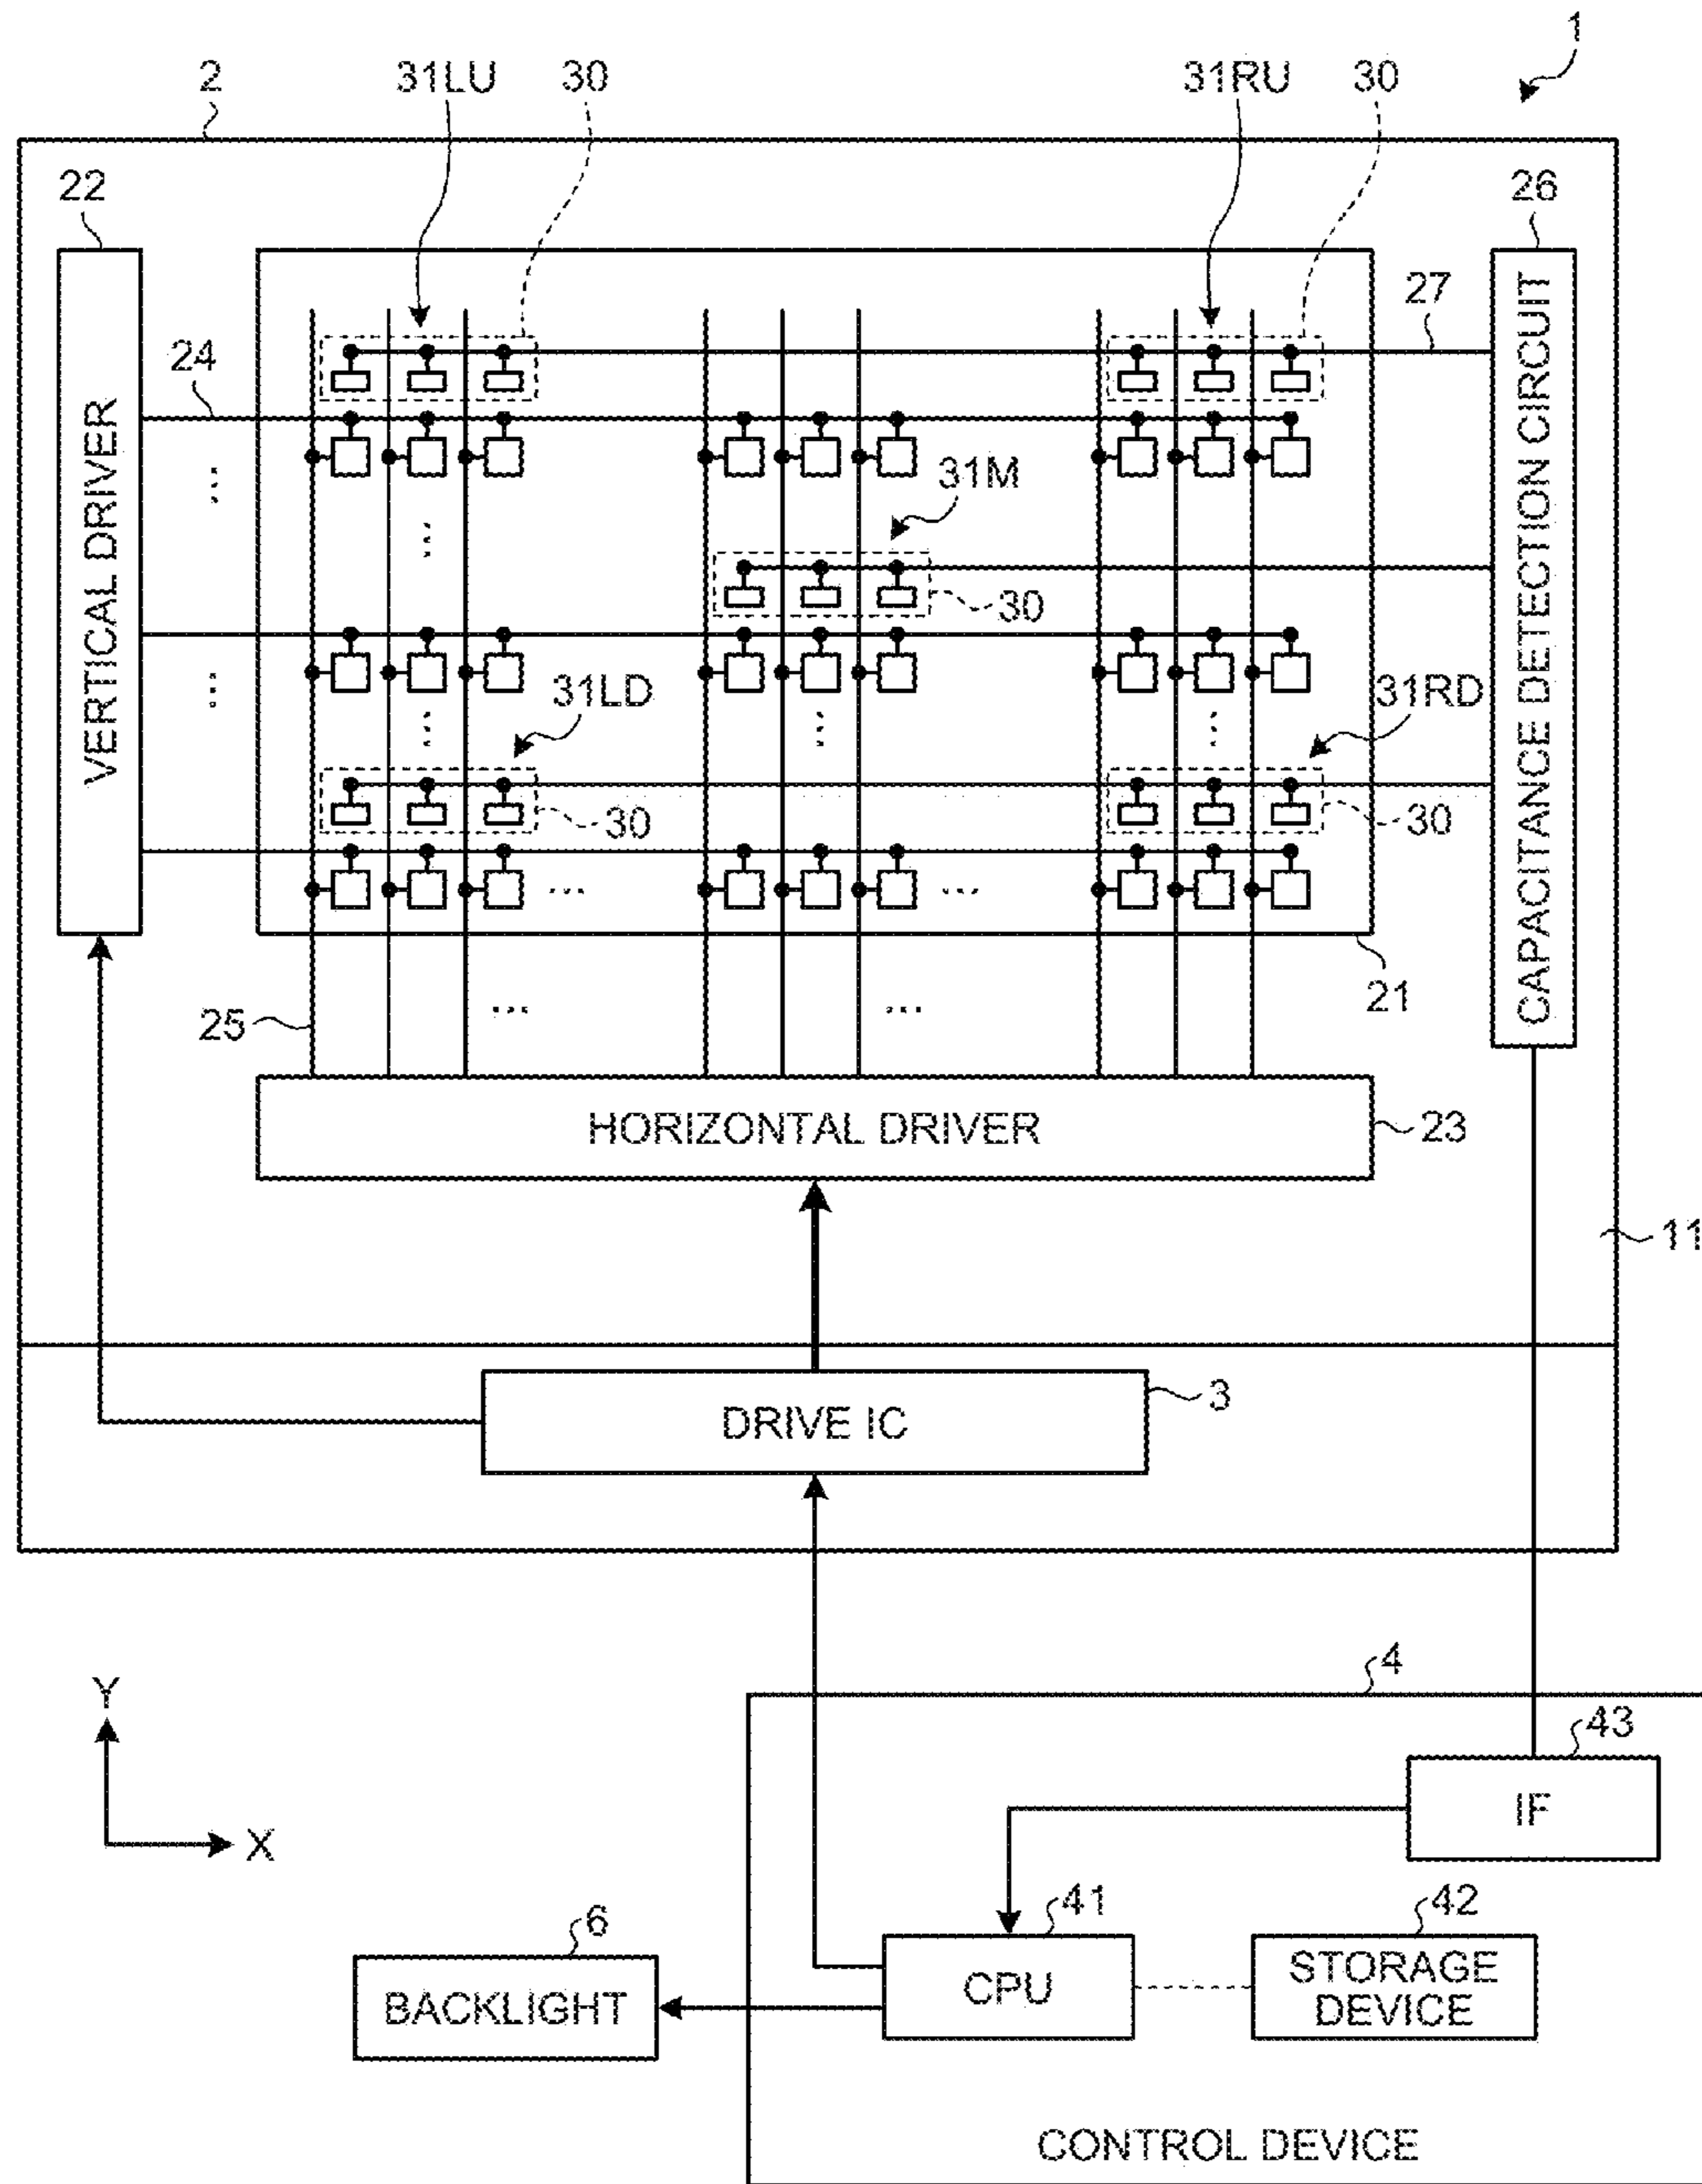 1
2
31LU
30
31RU
30
22
26
27
24
VERTICAL DRIVER
CAPACITANCE DETECTION CIRCUIT
31M
30
31LD
31RD
30
30
21
25
HORIZONTAL DRIVER
23
11
DRIVE IC
3
4
Y
X
43
IF
41
CPU
42
STORAGE
DEVICE
6
BACKLIGHT
CONTROL DEVICE